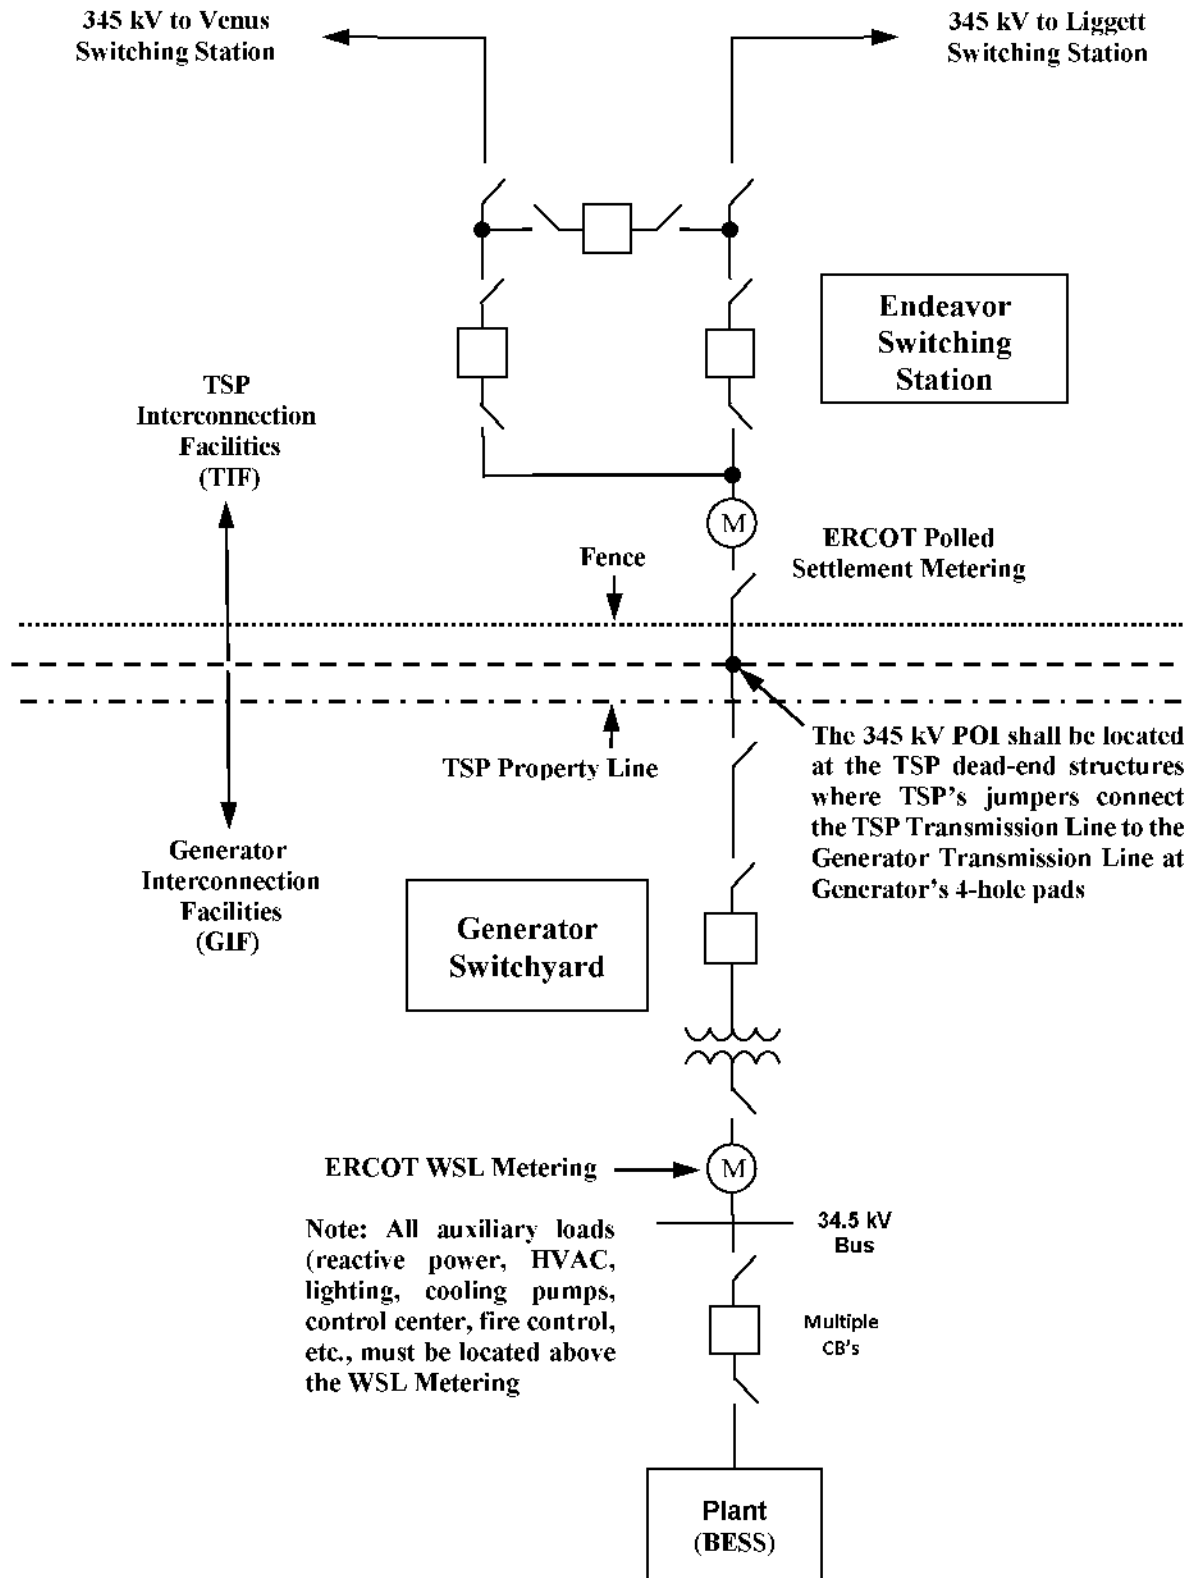 345 kV to Venus
Switching Station
345 kV to Liggett
Switching Station
Endeavor
Switching
Station
TSP
Interconnection
Facilities
(TIF)
M
ERCOT Polled
Settlement Metering
Fence
TSP Property Line
The 345 kV POI shall be located
at the TSP dead-end structures
where TSP's jumpers connect
the TSP Transmission Line to the
Generator Transmission Line at
Generator's 4-hole pads
Generator
Interconnection
Facilities
(GIF)
Generator
Switchyard
ERCOT WSL Metering
M
34.5 kV
Bus
Note: All auxiliary loads
(reactive power, HVAC,
lighting, cooling pumps,
control center, fire control,
etc., must be located above
the WSL Metering
Multiple
CB's
Plant
(BESS)